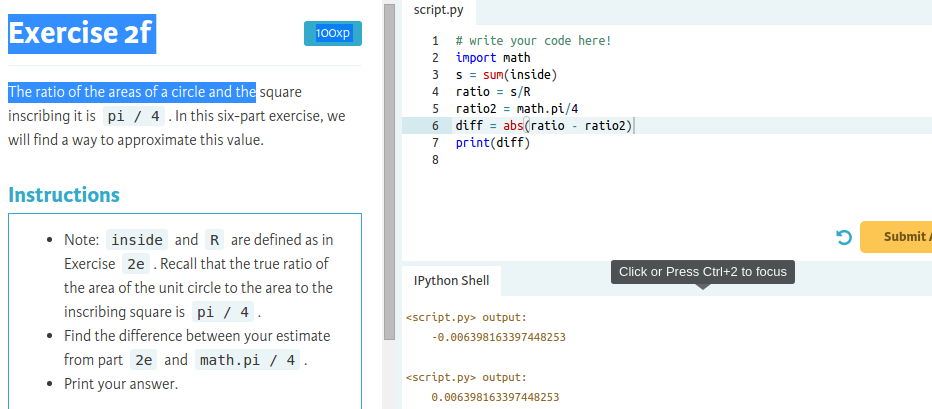 Exercise 2f
100xp
The ratio of the areas of a circle and the square
inscribing it is pi / 4 . In this six-part exercise, we
will find a way to approximate this value.
Instructions
• Note: inside and R are defined as in
Exercise 2e . Recall that the true ratio of
the area of the unit circle to the area to the
inscribing square is pi / 4 .
• Find the difference between your estimate
from part 2e and math.pi / 4 .
• Print your answer.
script.py
1 # write your code here!
2 import math
3 s = sum(inside)
4 ratio = s/R
5 ratio2 = math.pi/4
6 diff = abs(ratio - ratio2)
7 print(diff)
8
Submit
Click or Press Ctrl+2 to focus
IPython Shell
<script.py> output:
-0.006398163397448253
<script.py> output:
0.006398163397448253